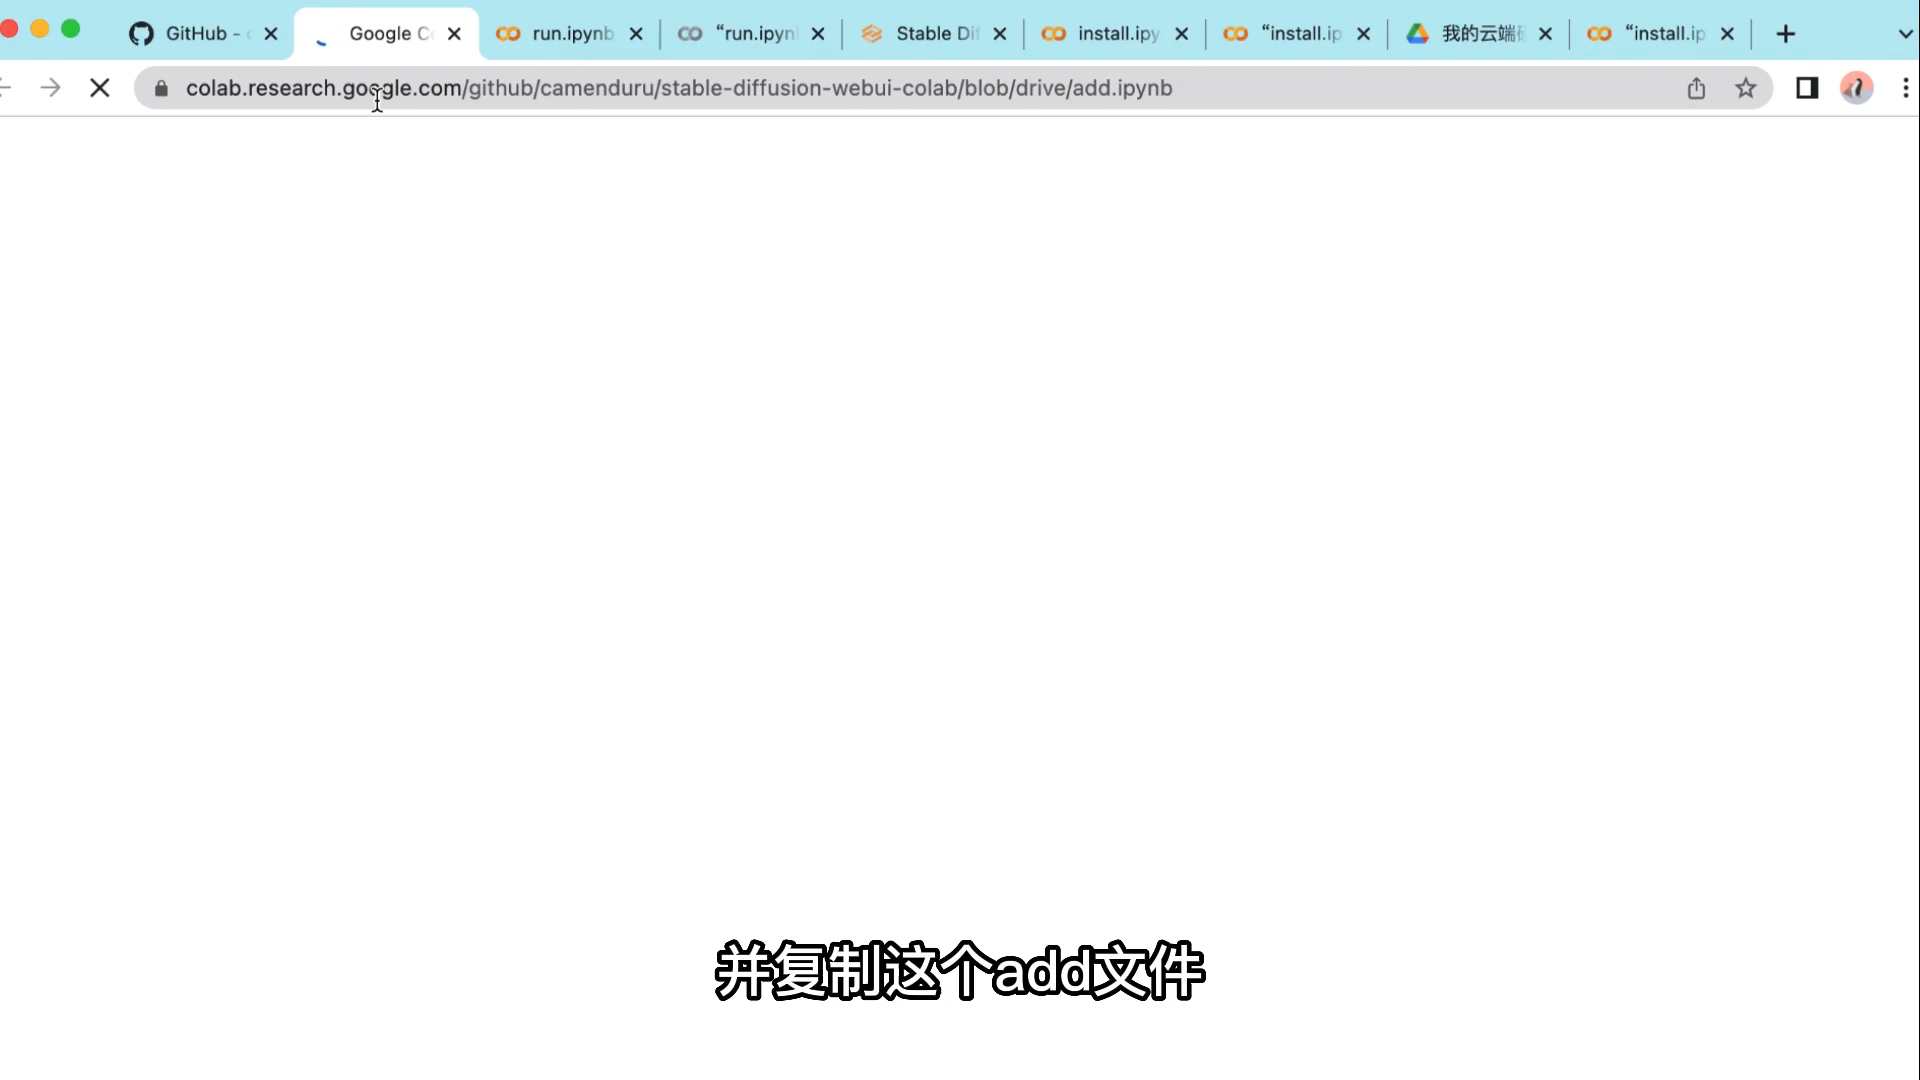 GitHub - Google C run.ipynb "run.ipyn Stable Di install.ipy "install.ip 我的云端 "install.ip
colab.research.google.com/github/camenduru/stable-diffusion-webui-colab/blob/drive/add.ipynb
并复制这个add文件